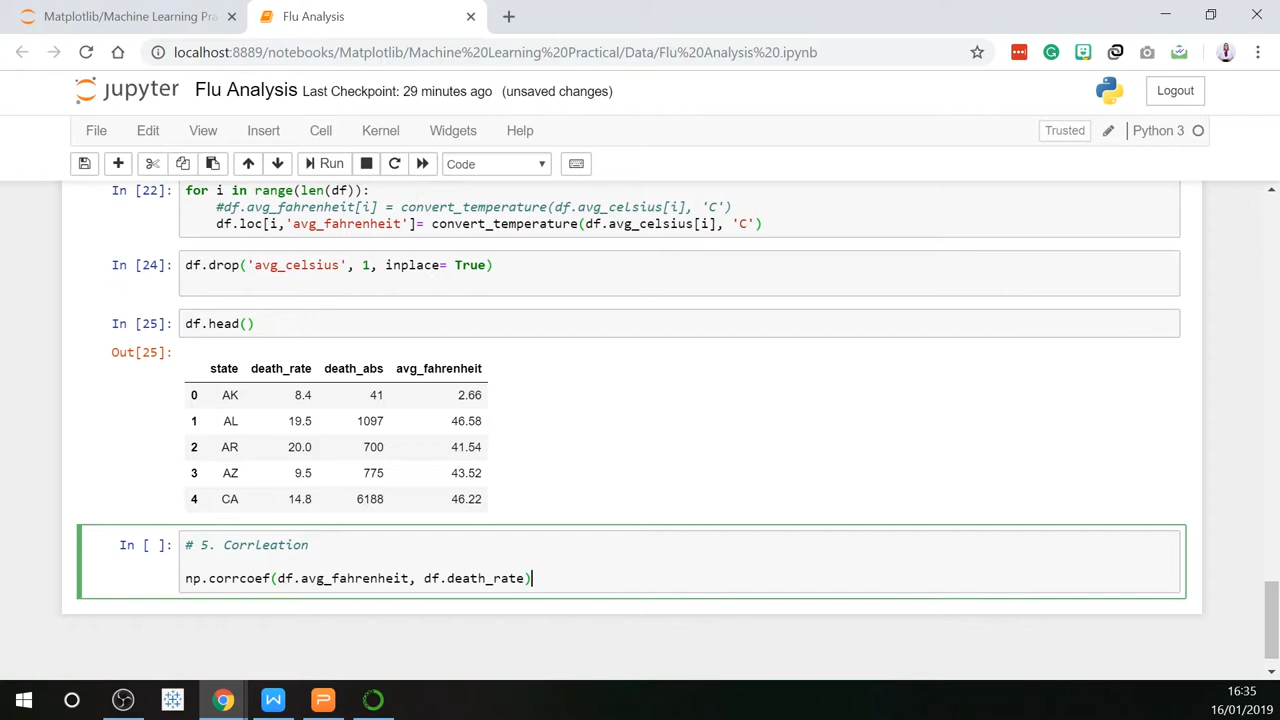 Matplotlib/Machine Learning Pra
Flu Analysis
localhost:8889/notebooks/Matplotlib/Machine%20Learning%20Practical/Data/Flu%20Analysis%20.ipynb
jupyter Flu Analysis Last Checkpoint: 29 minutes ago (unsaved changes)
Logout
File Edit View Insert Cell Kernel Widgets Help
Trusted Python 3
Run Code
In [22]: for i in range(len(df)):
#df.avg_fahrenheit[i] = convert_temperature(df.avg_celsius[i], 'C')
df.loc[i,'avg_fahrenheit']= convert_temperature(df.avg_celsius[i], 'C')
In [24]: df.drop('avg_celsius', 1, inplace= True)
In [25]: df.head()
Out[25]:
state death_rate death_abs avg_fahrenheit
0 AK 8.4 41 2.66
1 AL 19.5 1097 46.58
2 AR 20.0 700 41.54
3 AZ 9.5 775 43.52
4 CA 14.8 6188 46.22
In [ ]: # 5. Corrleation
np.corrcoef(df.avg_fahrenheit, df.death_rate)
16:35
16/01/2019